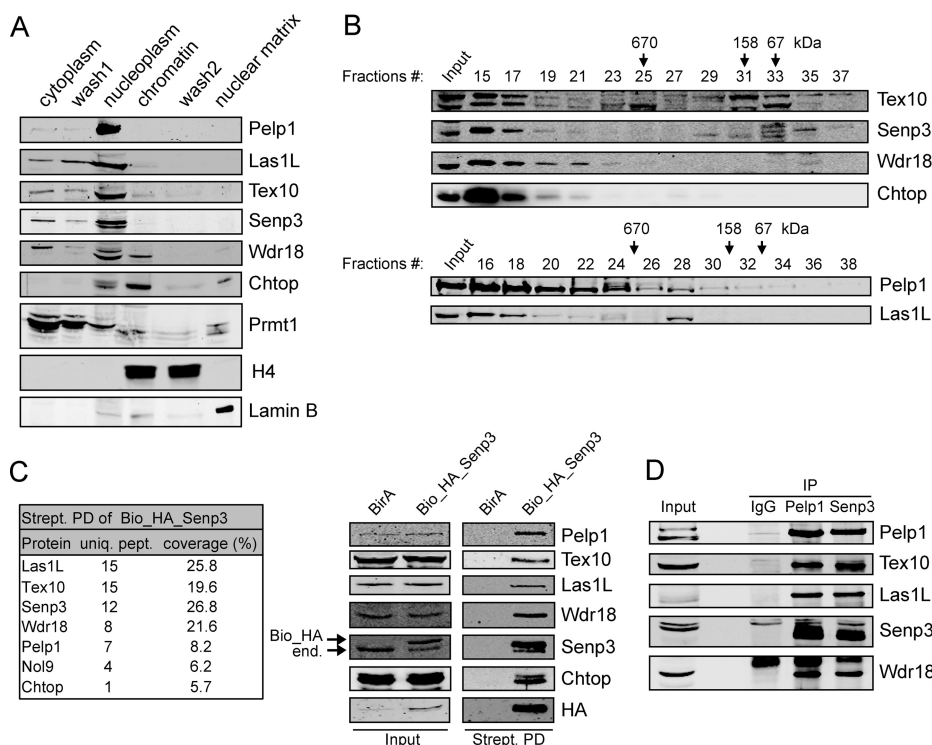 A
cytoplasm
wash1
nucleoplasm
chromatin
wash2
nuclear matrix
Pelp1
Las1L
Tex10
Senp3
Wdr18
Chtop
Prmt1
H4
Lamin B
B
670 158 67 kDa
Fractions #: Input 15 17 19 21 23 25 27 29 31 33 35 37
Tex10
Senp3
Wdr18
Chtop
670 158 67 kDa
Fractions #: Input 16 18 20 22 24 26 28 30 32 34 36 38
Pelp1
Las1L
C
Strept. PD of Bio_HA_Senp3
Protein uniq. pept. coverage (%)
Las1L 15 25.8
Tex10 15 19.6
Senp3 12 26.8
Wdr18 8 21.6
Pelp1 7 8.2
Nol9 4 6.2
Chtop 1 5.7
BirA
Bio_HA_Senp3
BirA
Bio_HA_Senp3
Pelp1
Tex10
Las1L
Wdr18
Bio_HA
end.
Senp3
Chtop
HA
Input Strept. PD
D
IP
Input IgG Pelp1 Senp3
Pelp1
Tex10
Las1L
Senp3
Wdr18